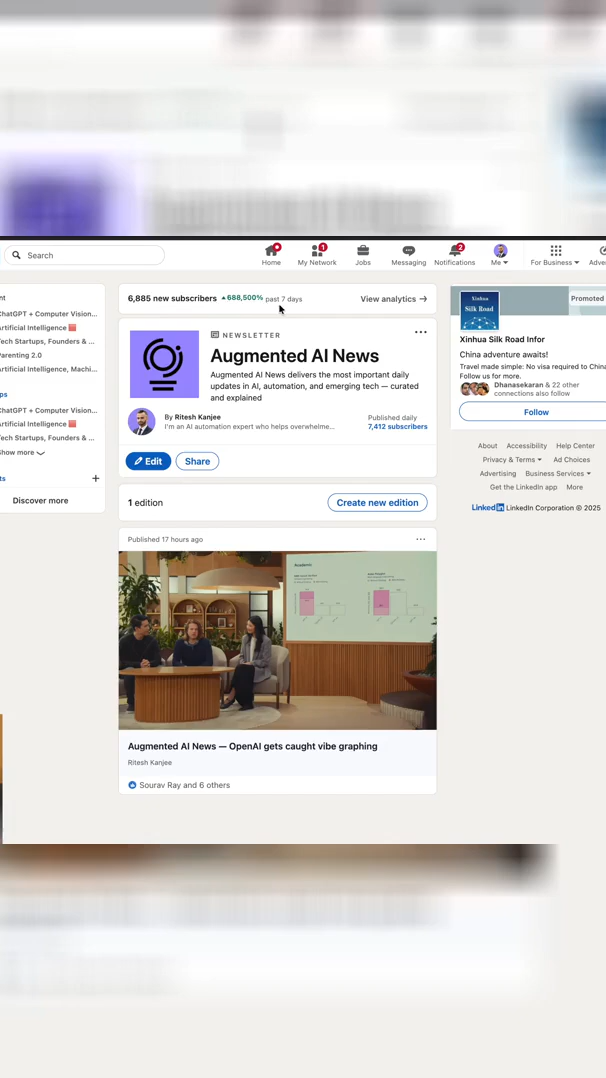 Search
Home
1
My Network
Jobs
Messaging
2
Notifications
Me
For Business
ChatGPT + Computer Vision...
Artificial Intelligence
Tech Startups, Founders & ...
Parenting 2.0
Artificial Intelligence, Machi...
ChatGPT + Computer Vision...
Artificial Intelligence
Tech Startups, Founders & ...
Show more
+
Discover more
6,885 new subscribers ▲688,500% past 7 days
View analytics →
NEWSLETTER
...
Augmented AI News
Augmented AI News delivers the most important daily
updates in AI, automation, and emerging tech — curated
and explained
By Ritesh Kanjee
I'm an AI automation expert who helps overwhelme...
Published daily
7,412 subscribers
Edit
Share
1 edition
Create new edition
Published 17 hours ago
...
Academic
Augmented AI News — OpenAI gets caught vibe graphing
Ritesh Kanjee
Sourav Ray and 6 others
Promoted
Xinhua
Silk Road
Xinhua Silk Road Infor
China adventure awaits!
Travel made simple: No visa required to China
Follow us for more.
Dhanasekaran & 22 other
connections also follow
Follow
About Accessibility Help Center
Privacy & Terms Ad Choices
Advertising Business Services
Get the LinkedIn app More
LinkedIn LinkedIn Corporation © 2025